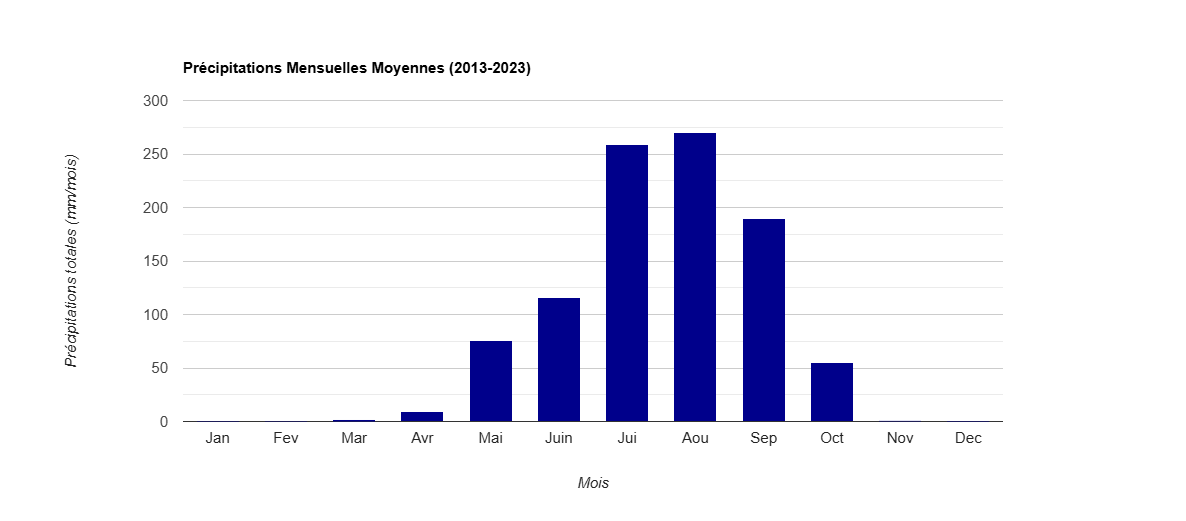 Précipitations Mensuelles Moyennes (2013-2023)
Précipitations totales (mm/mois)
300
250
200
150
100
50
0
Jan Fev Mar Avr Mai Juin Jui Aou Sep Oct Nov Dec
Mois